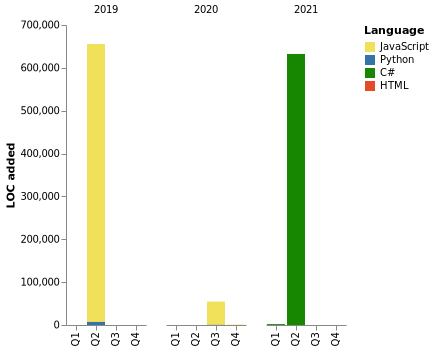 2019 2020 2021
700,000
600,000
500,000
400,000
300,000
200,000
100,000
0
LOC added
Q1 Q2 Q3 Q4 Q1 Q2 Q3 Q4 Q1 Q2 Q3 Q4
Language
JavaScript
Python
C#
HTML